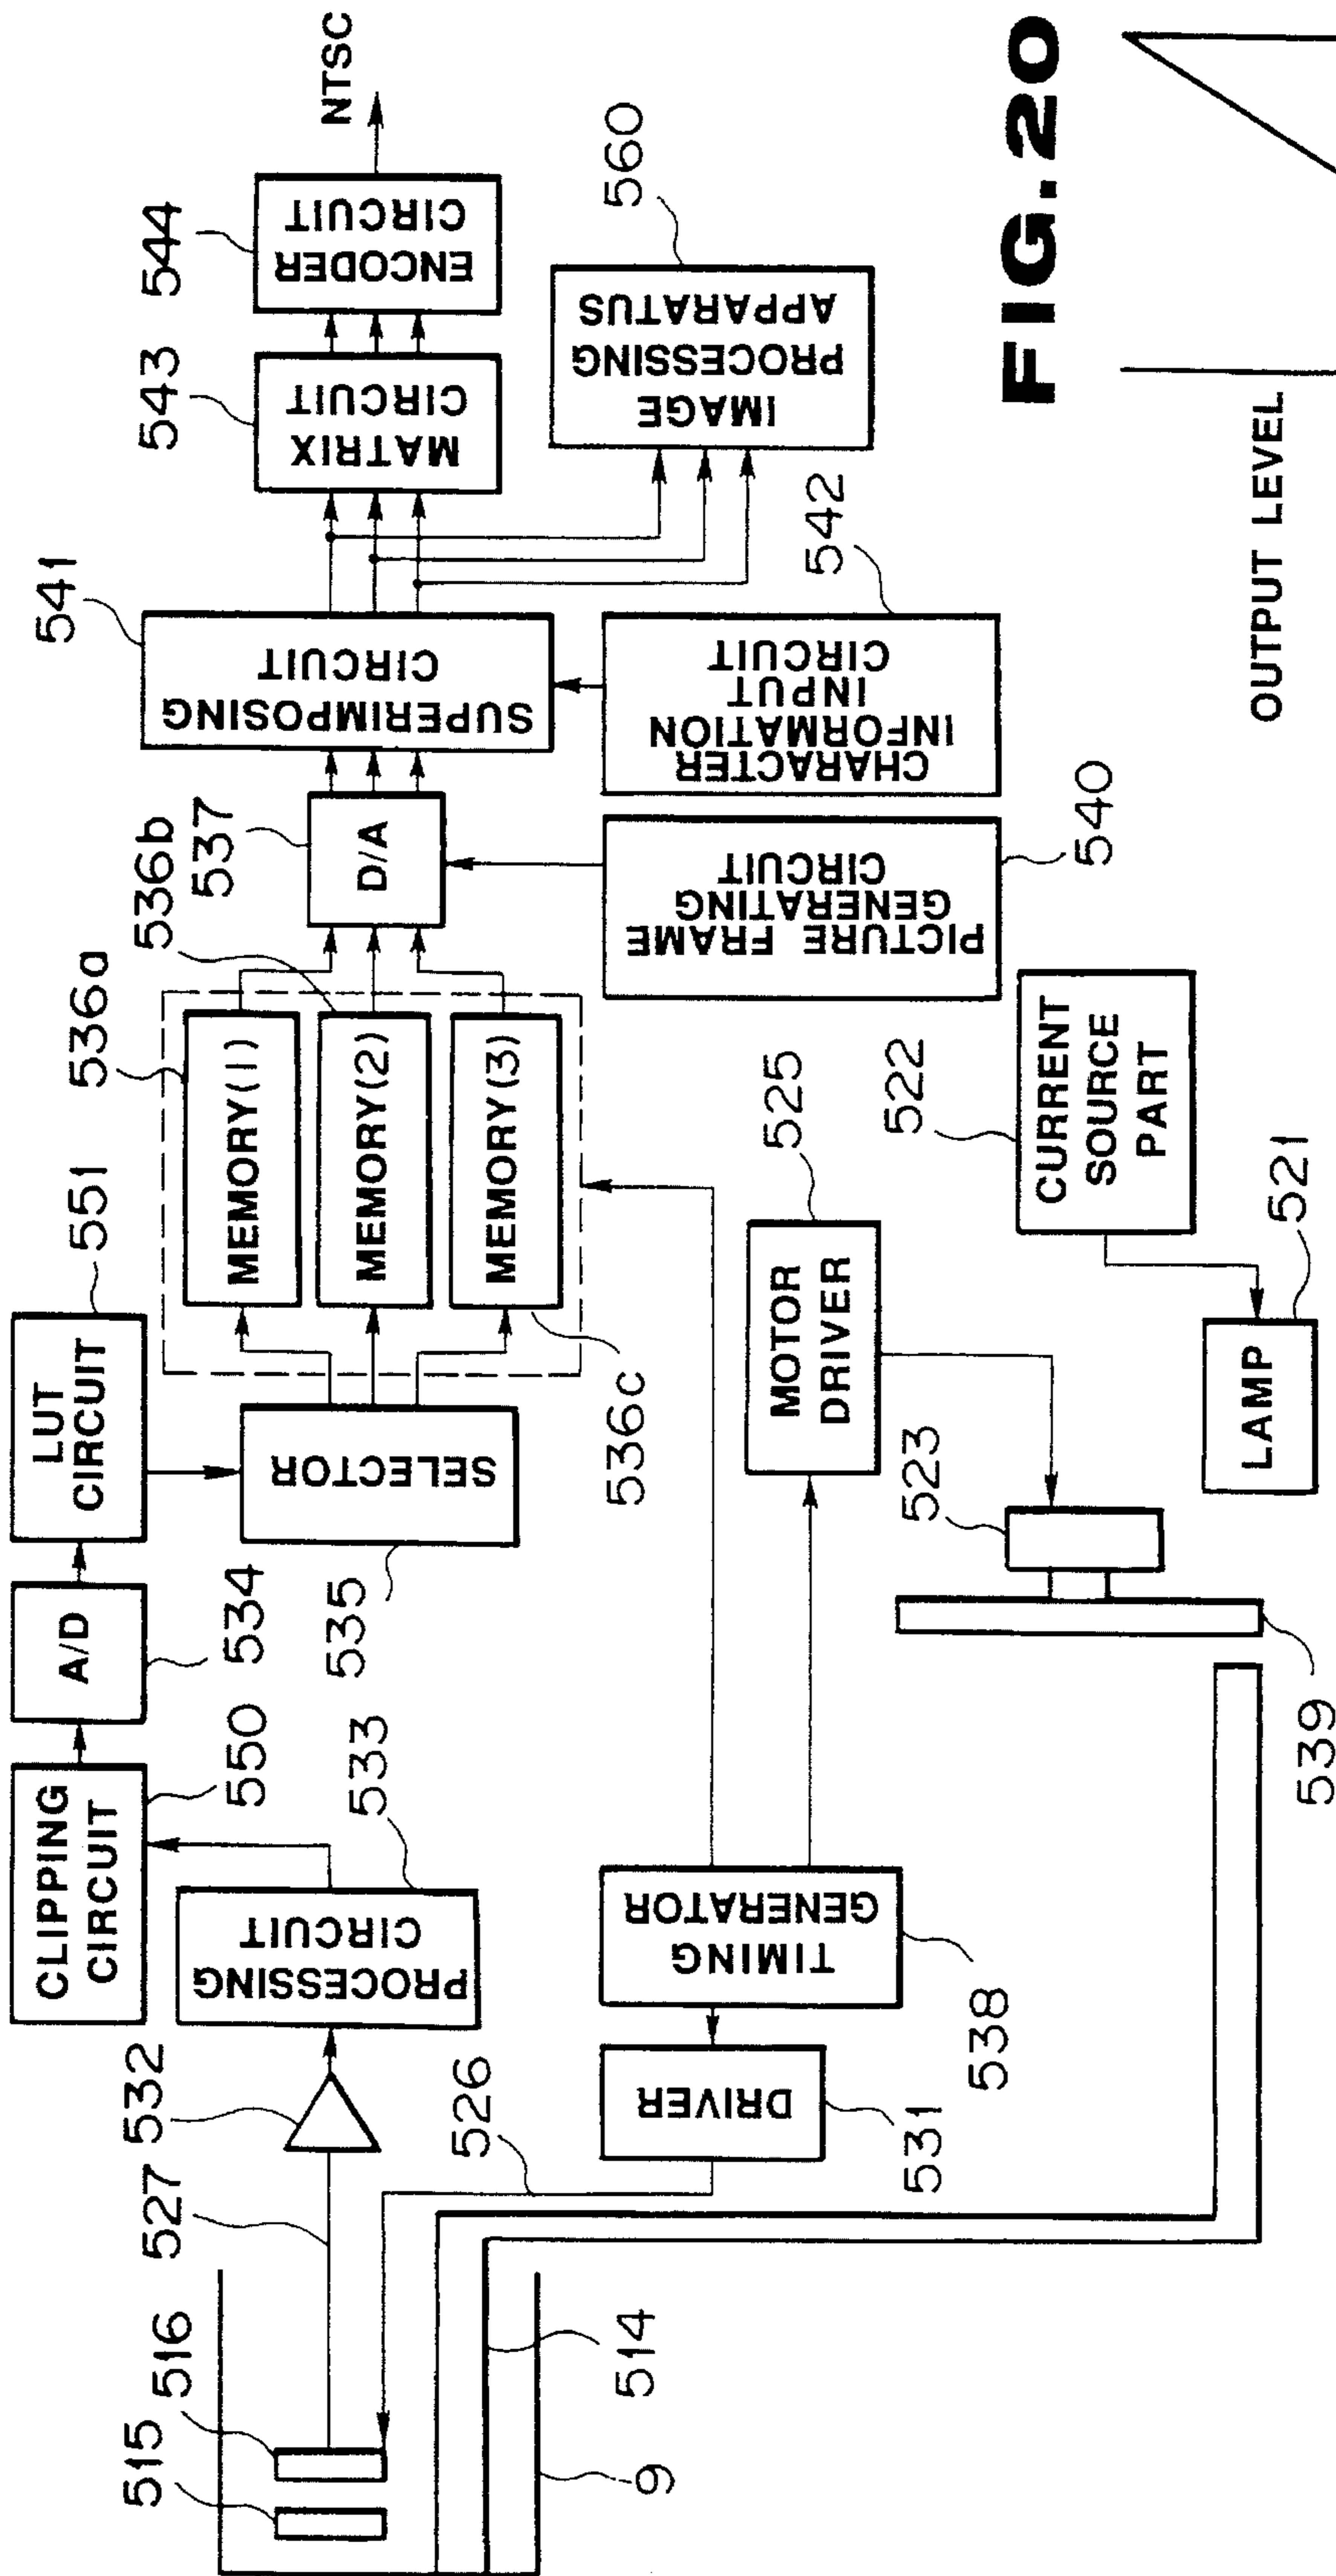 515
516
527
532
9
514
526
CLIPPING
CIRCUIT
550
A/D
534
LUT
CIRCUIT
551
PROCESSING
CIRCUIT
533
SELECTOR
535
536a
536b
536c
MEMORY(1)
MEMORY(2)
MEMORY(3)
537
D/A
541
SUPERIMPOSING
CIRCUIT
543
MATRIX
CIRCUIT
544
ENCODER
CIRCUIT
NTSC
IMAGE
PROCESSING
APPARATUS
560
CHARACTER
INFORMATION
INPUT
CIRCUIT
542
PICTURE FRAME
GENERATING
CIRCUIT
540
DRIVER
531
TIMING
GENERATOR
538
MOTOR
DRIVER
525
523
539
CURRENT
SOURCE
PART
522
LAMP
521
FIG.20
OUTPUT LEVEL